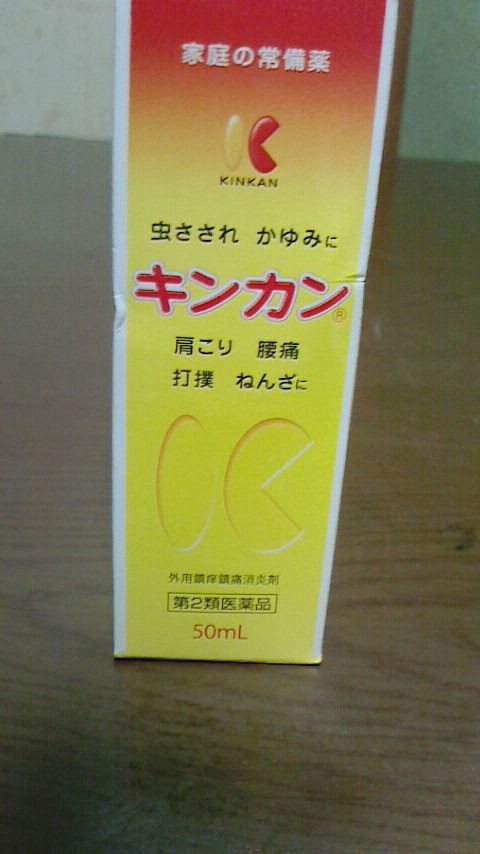 家庭の常備薬
KINKAN
虫さされ かゆみに
キンカン®
肩こり 腰痛
打撲 ねんざに
外用鎮痒鎮痛消炎剤
第2類医薬品
50mL